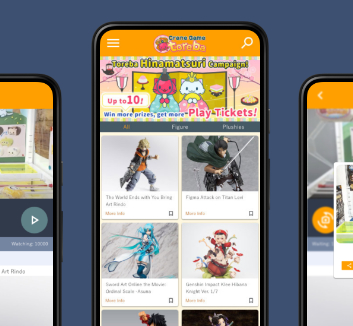 Crane Game
Toreba
Toreba Hinamatsuri Campaign!
Up to 10!
Win more prizes, get more Play Tickets!
All Figure Plushies
The World Ends with You Bring
Art Rindo
More info
Figma Attack on Titan Levi
More info
Sword Art Online the Movie:
Ordinal Scale -Asuna-
More info
Genshin Impact Klee Hikara
Knight Ver. 1/7
More info
Watching:
Art Rindo
Waiting: